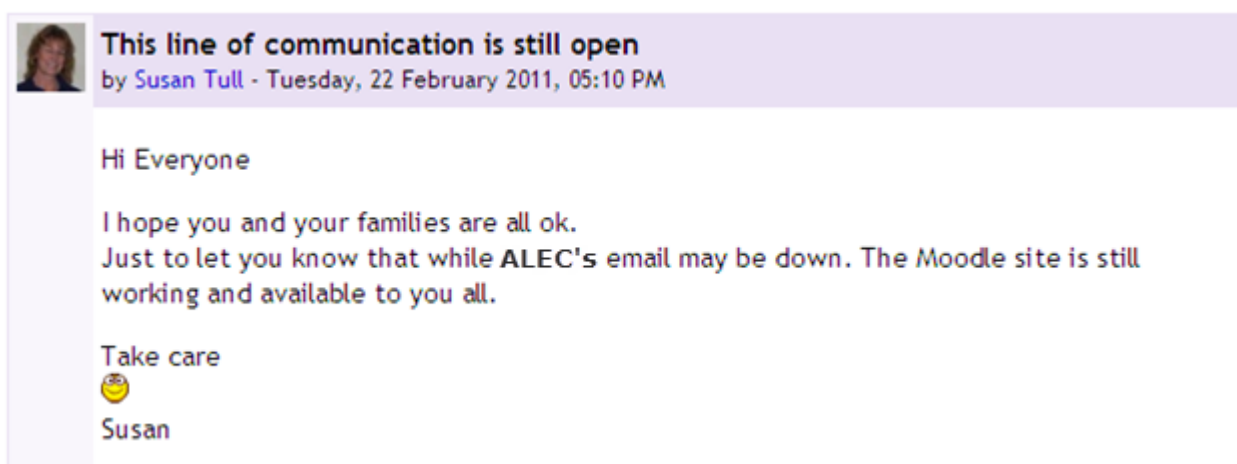 This line of communication is still open
by Susan Tull - Tuesday, 22 February 2011, 05:10 PM
Hi Everyone
I hope you and your families are all ok.
Just to let you know that while ALEC's email may be down. The Moodle site is still
working and available to you all.
Take care
Susan